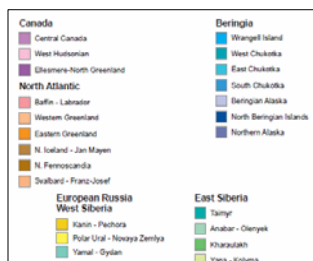 Canada
Central Canada
West Hudsonian
Ellesmere-North Greenland
North Atlantic
Baffin - Labrador
Western Greenland
Eastern Greenland
N. Iceland - Jan Mayen
N. Fennoscandia
Svalbard - Franz-Josef
Beringia
Wrangell Island
West Chukotka
East Chukotka
South Chukotka
Beringian Alaska
North Beringian Islands
Northern Alaska
European Russia
West Siberia
Kanin - Pechora
Polar Ural - Novaya Zemlya
Yamal - Gydan
East Siberia
Taimyr
Anabar - Olenyek
Kharaulakh
Yana - Kolyma